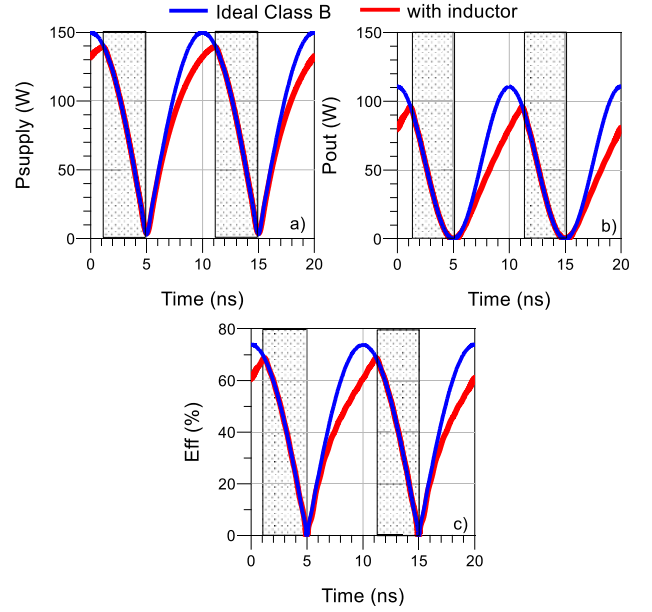 Ideal Class B with inductor
150
100
50
0
Psupply (W)
a)
0 5 10 15 20
Time (ns)
150
100
50
0
Pout (W)
b)
0 5 10 15 20
Time (ns)
80
60
40
20
0
Eff (%)
c)
0 5 10 15 20
Time (ns)